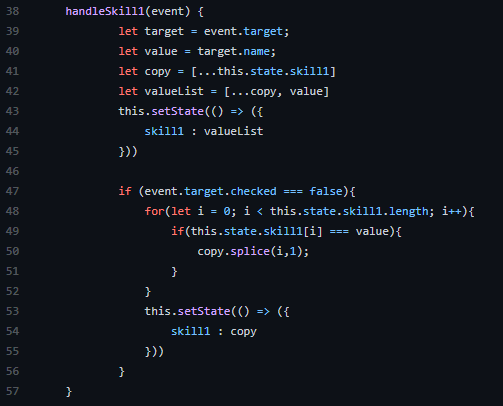 38 handleSkill1(event) {
39 let target = event.target;
40 let value = target.name;
41 let copy = [...this.state.skill1]
42 let valueList = [...copy, value]
43 this.setState(() => ({
44 skill1 : valueList
45 }))
46
47 if (event.target.checked === false){
48 for(let i = 0; i < this.state.skill1.length; i++){
49 if(this.state.skill1[i] === value){
50 copy.splice(i,1);
51 }
52 }
53 this.setState(() => ({
54 skill1 : copy
55 }))
56 }
57 }